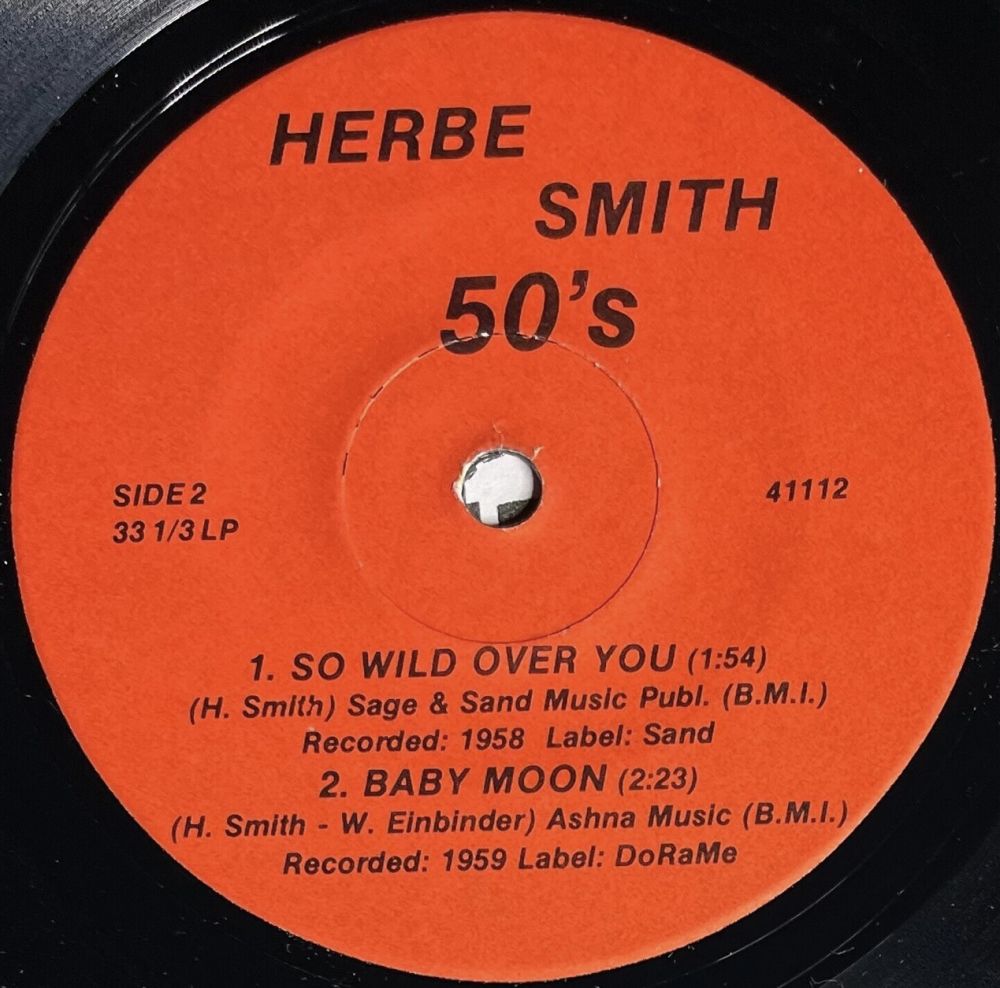 HERBE
SMITH
50's
SIDE 2
33 1/3 LP
41112
1. SO WILD OVER YOU (1:54)
(H. Smith) Sage & Sand Music Publ. (B.M.I.)
Recorded: 1958 Label: Sand
2. BABY MOON (2:23)
(H. Smith - W. Einbinder) Ashna Music (B.M.I.)
Recorded: 1959 Label: DoRaMe